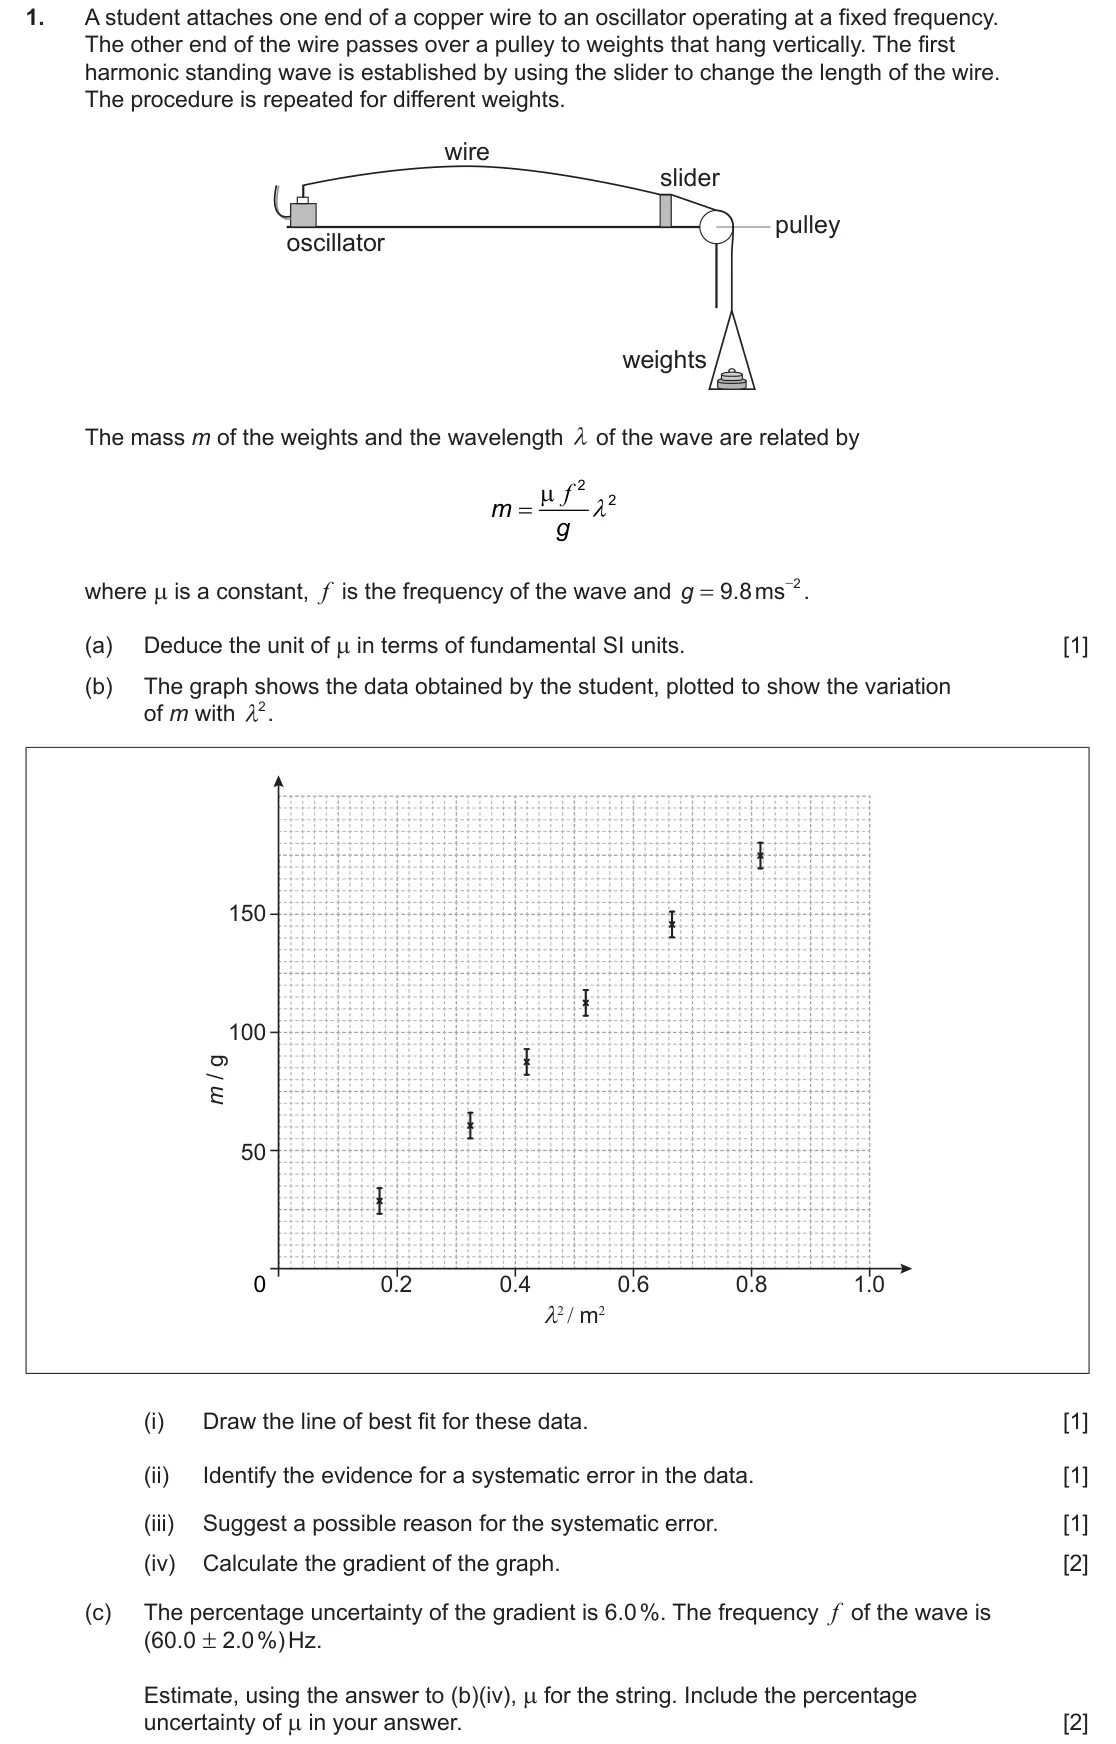 1. A student attaches one end of a copper wire to an oscillator operating at a fixed frequency.
The other end of the wire passes over a pulley to weights that hang vertically. The first
harmonic standing wave is established by using the slider to change the length of the wire.
The procedure is repeated for different weights.
wire
slider
pulley
oscillator
weights
The mass m of the weights and the wavelength λ of the wave are related by
m = μ f² / g λ²
where μ is a constant, f is the frequency of the wave and g = 9.8 ms⁻².
(a) Deduce the unit of μ in terms of fundamental SI units. [1]
(b) The graph shows the data obtained by the student, plotted to show the variation
of m with λ².
150
100
50
0
m / g
0.2 0.4 0.6 0.8 1.0
λ² / m²
(i) Draw the line of best fit for these data. [1]
(ii) Identify the evidence for a systematic error in the data. [1]
(iii) Suggest a possible reason for the systematic error. [1]
(iv) Calculate the gradient of the graph. [2]
(c) The percentage uncertainty of the gradient is 6.0 %. The frequency f of the wave is
(60.0 ± 2.0 %) Hz.
Estimate, using the answer to (b)(iv), μ for the string. Include the percentage
uncertainty of μ in your answer. [2]